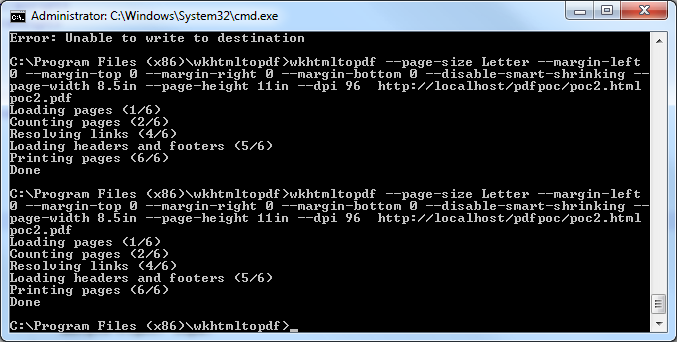 Administrator: C:\Windows\System32\cmd.exe
Error: Unable to write to destination
C:\Program Files (x86)\wkhtmltopdf>wkhtmltopdf --page-size Letter --margin-left
0 --margin-top 0 --margin-right 0 --margin-bottom 0 --disable-smart-shrinking --
page-width 8.5in --page-height 11in --dpi 96  http://localhost/pdfpoc/poc2.html
poc2.pdf
Loading pages (1/6)
Counting pages (2/6)
Resolving links (4/6)
Loading headers and footers (5/6)
Printing pages (6/6)
Done
C:\Program Files (x86)\wkhtmltopdf>wkhtmltopdf --page-size Letter --margin-left
0 --margin-top 0 --margin-right 0 --margin-bottom 0 --disable-smart-shrinking --
page-width 8.5in --page-height 11in --dpi 96  http://localhost/pdfpoc/poc2.html
poc2.pdf
Loading pages (1/6)
Counting pages (2/6)
Resolving links (4/6)
Loading headers and footers (5/6)
Printing pages (6/6)
Done
C:\Program Files (x86)\wkhtmltopdf>_